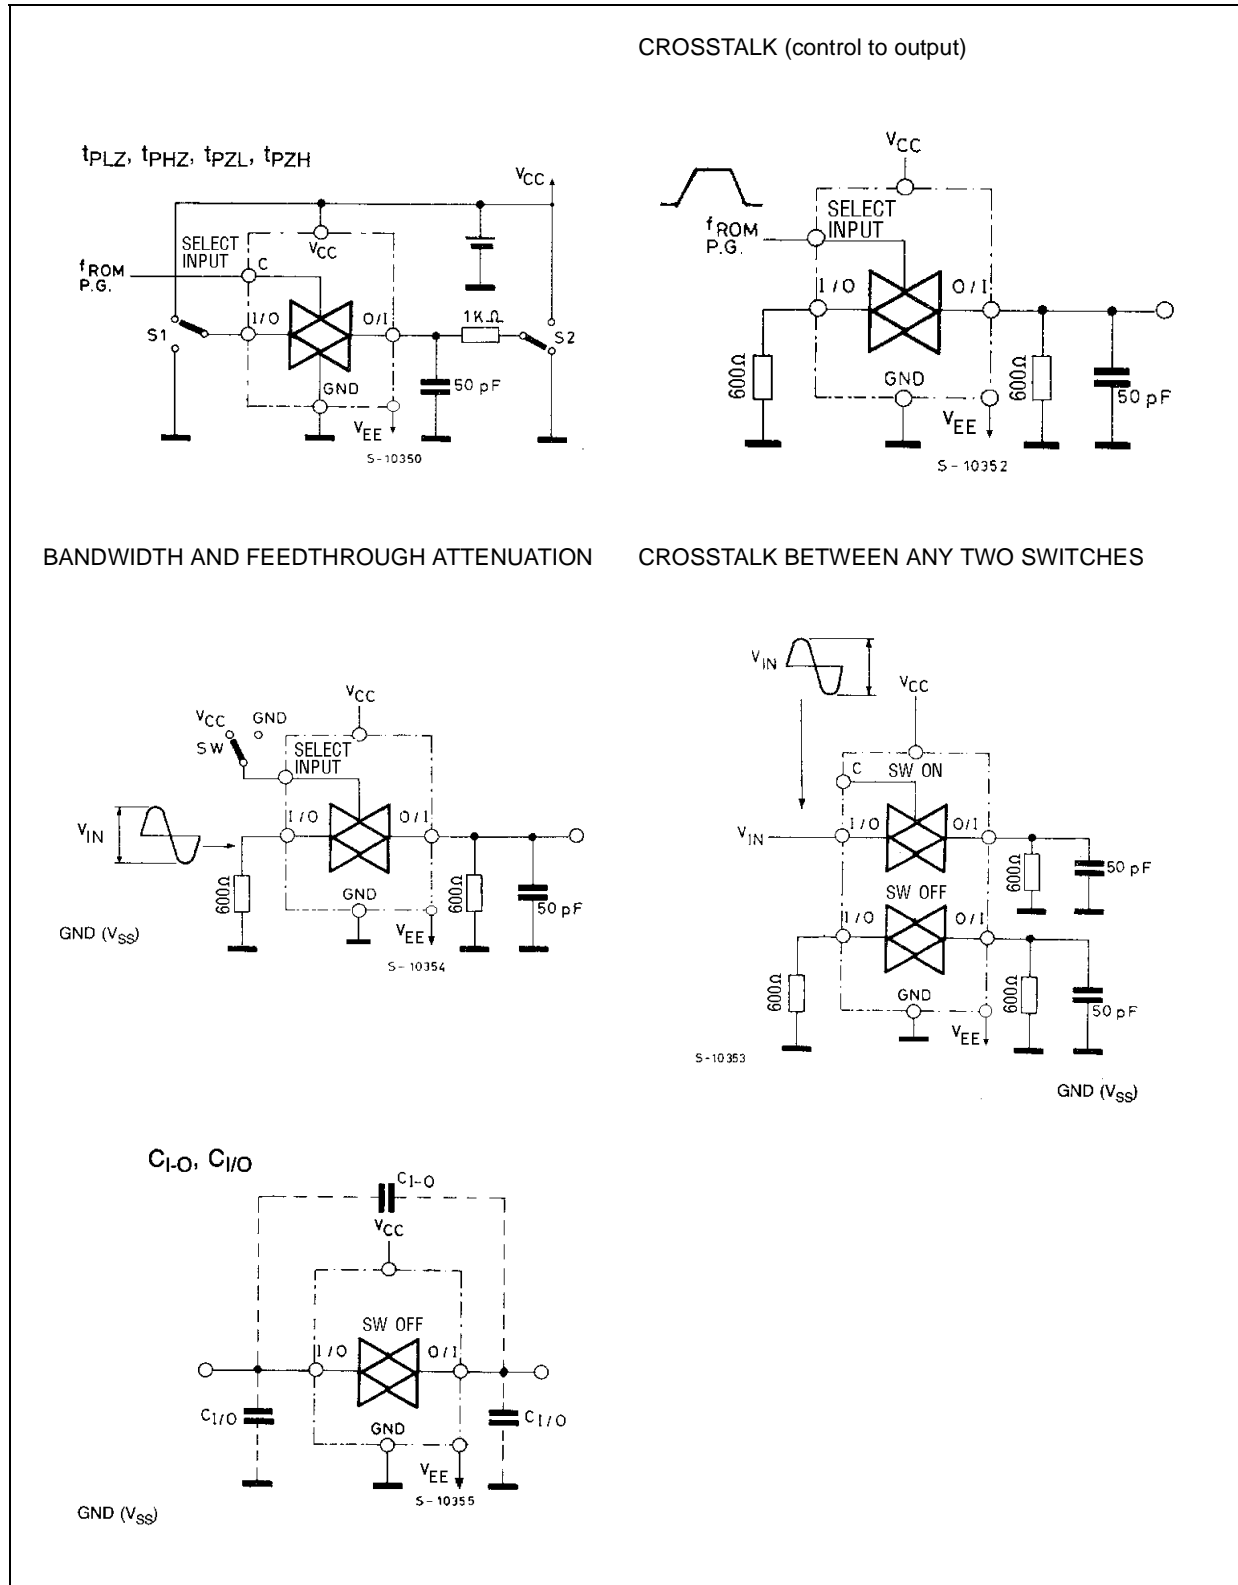 CROSSTALK (control to output)
tPLZ, tPHZ, tPZL, tPZH
VCC
SELECT
INPUT
VCC
fROM
P.G.
C
I/O
O/I
1KΩ
S1
S2
GND
50 pF
VEE
S-10350
VCC
SELECT
INPUT
fROM
P.G.
I/O
O/I
600Ω
GND
600Ω
50 pF
VEE
S-10352
BANDWIDTH AND FEEDTHROUGH ATTENUATION
CROSSTALK BETWEEN ANY TWO SWITCHES
VCC
VCC
GND
SW
SELECT
INPUT
VIN
I/O
O/I
600Ω
GND
600Ω
50 pF
VEE
GND (VSS)
S-10354
VIN
VCC
C
SW ON
VIN
I/O
O/I
600Ω
50 pF
SW OFF
I/O
O/I
600Ω
GND
600Ω
50 pF
VEE
S-10353
GND (VSS)
CI-O, CI/O
CI-O
VCC
SW OFF
I/O
O/I
CI/O
GND
CI/O
VEE
S-10355
GND (VSS)